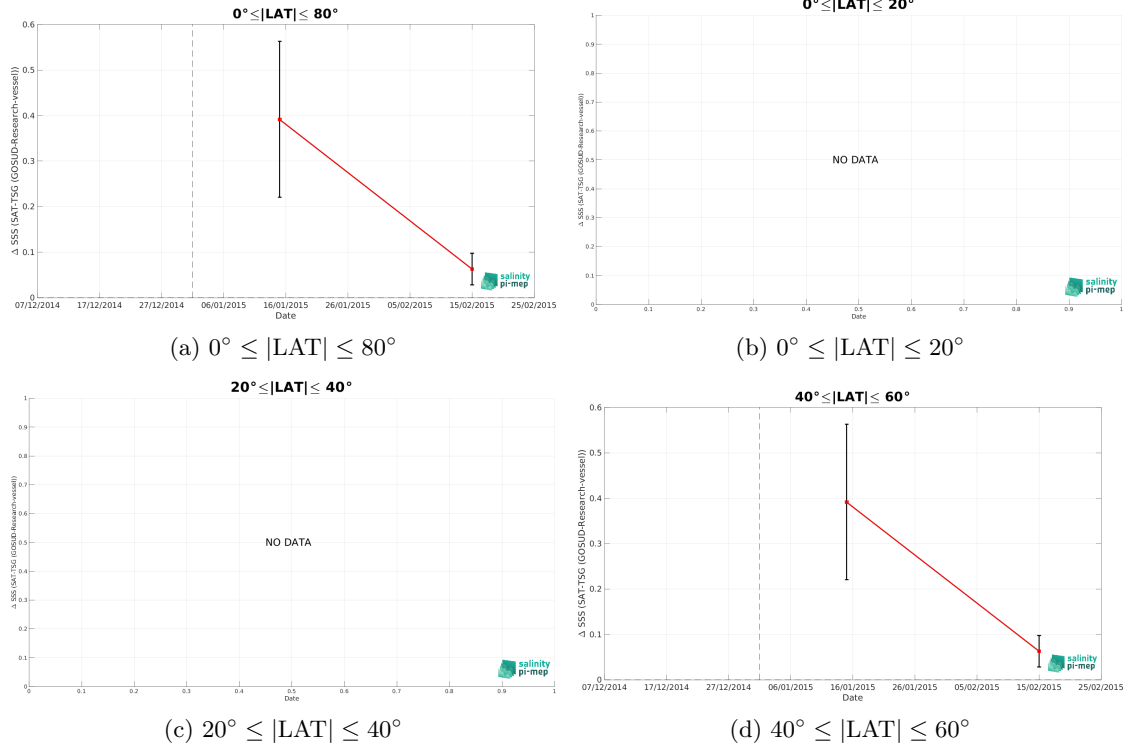 0°≤|LAT|≤ 80°
Δ SSS (SAT-TSG (GOSUD-Research-vessel))
0.6
0.5
0.4
0.3
0.2
0.1
0
07/12/2014 17/12/2014 27/12/2014 06/01/2015 16/01/2015 26/01/2015 05/02/2015 15/02/2015 25/02/2015
Date
salinity
pi-mep
(a) 0° ≤ |LAT| ≤ 80°
0°≤|LAT|≤ 20°
Δ SSS (SAT-TSG (GOSUD-Research-vessel))
1
0.9
0.8
0.7
0.6
0.5
0.4
0.3
0.2
0.1
0
NO DATA
0 0.1 0.2 0.3 0.4 0.5 0.6 0.7 0.8 0.9 1
Date
salinity
pi-mep
(b) 0° ≤ |LAT| ≤ 20°
20°≤|LAT|≤ 40°
Δ SSS (SAT-TSG (GOSUD-Research-vessel))
1
0.9
0.8
0.7
0.6
0.5
0.4
0.3
0.2
0.1
0
NO DATA
0 0.1 0.2 0.3 0.4 0.5 0.6 0.7 0.8 0.9 1
Date
salinity
pi-mep
(c) 20° ≤ |LAT| ≤ 40°
40°≤|LAT|≤ 60°
Δ SSS (SAT-TSG (GOSUD-Research-vessel))
0.6
0.5
0.4
0.3
0.2
0.1
0
07/12/2014 17/12/2014 27/12/2014 06/01/2015 16/01/2015 26/01/2015 05/02/2015 15/02/2015 25/02/2015
Date
salinity
pi-mep
(d) 40° ≤ |LAT| ≤ 60°